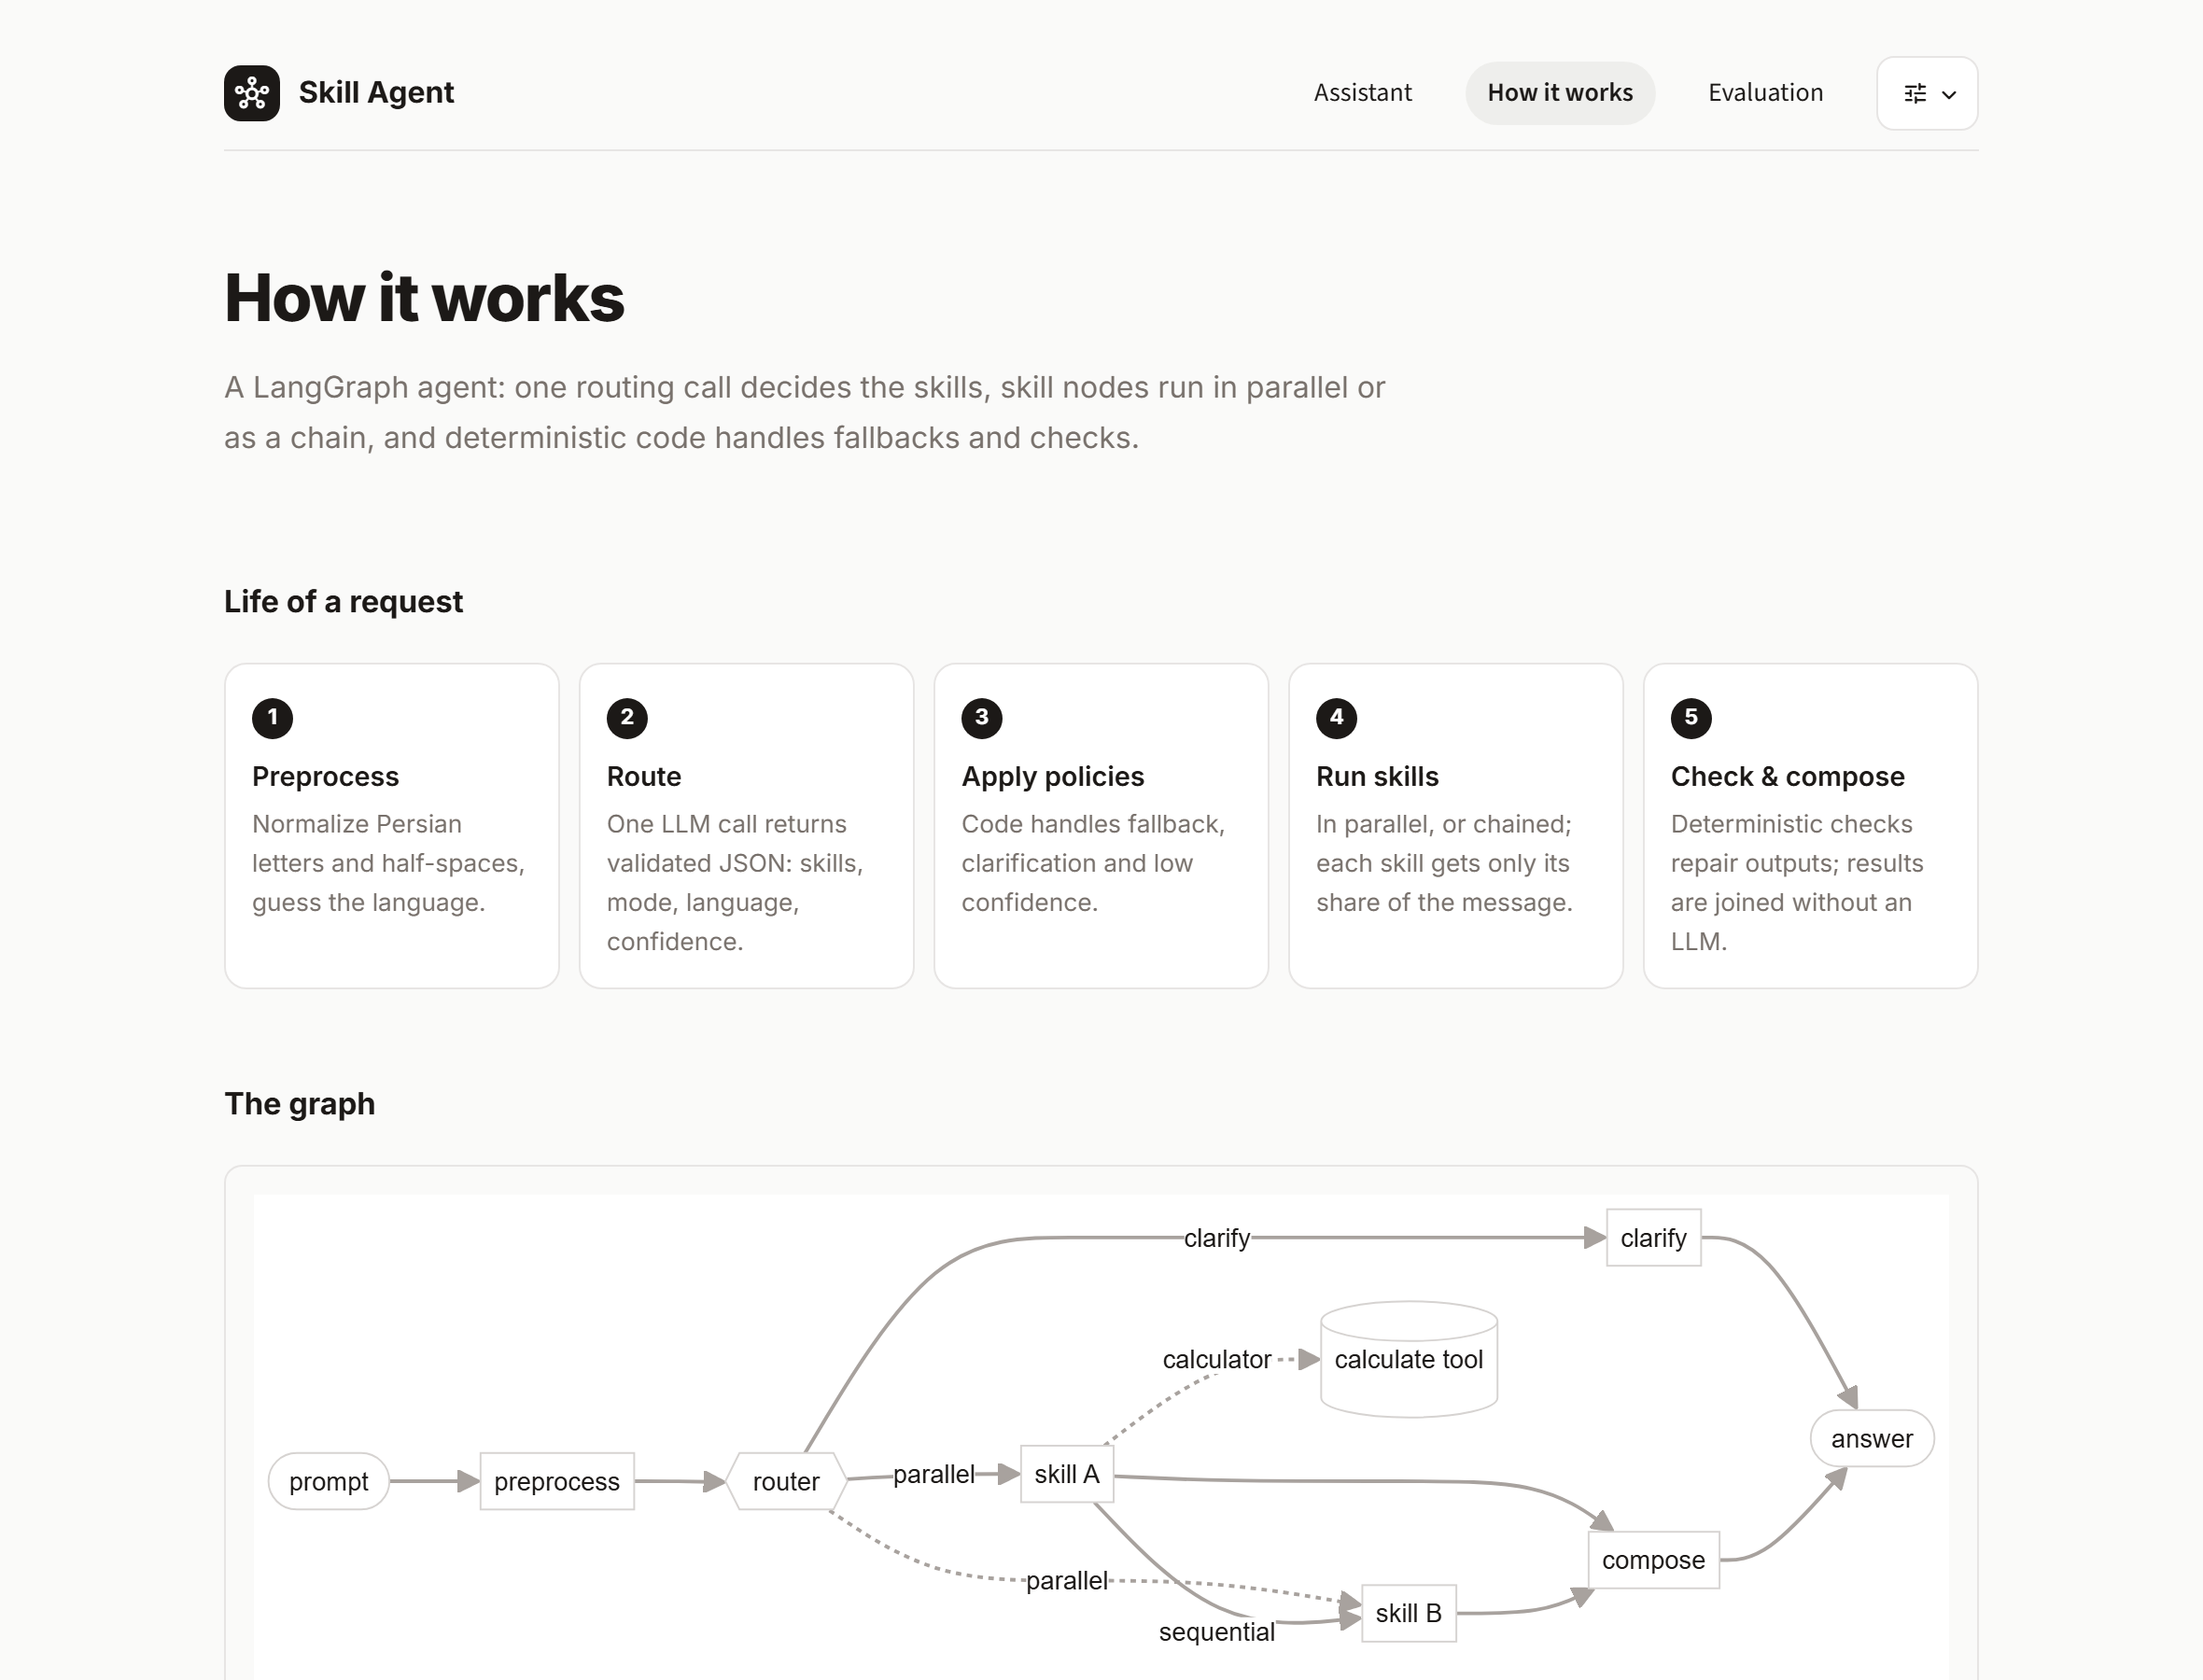 Skill Agent
Assistant
How it works
Evaluation
How it works
A LangGraph agent: one routing call decides the skills, skill nodes run in parallel or
as a chain, and deterministic code handles fallbacks and checks.
Life of a request
1
Preprocess
Normalize Persian
letters and half-spaces,
guess the language.
2
Route
One LLM call returns
validated JSON: skills,
mode, language,
confidence.
3
Apply policies
Code handles fallback,
clarification and low
confidence.
4
Run skills
In parallel, or chained;
each skill gets only its
share of the message.
5
Check & compose
Deterministic checks
repair outputs; results
are joined without an
LLM.
The graph
clarify
clarify
calculator
calculate tool
answer
prompt
preprocess
router
parallel
skill A
compose
parallel
skill B
sequential